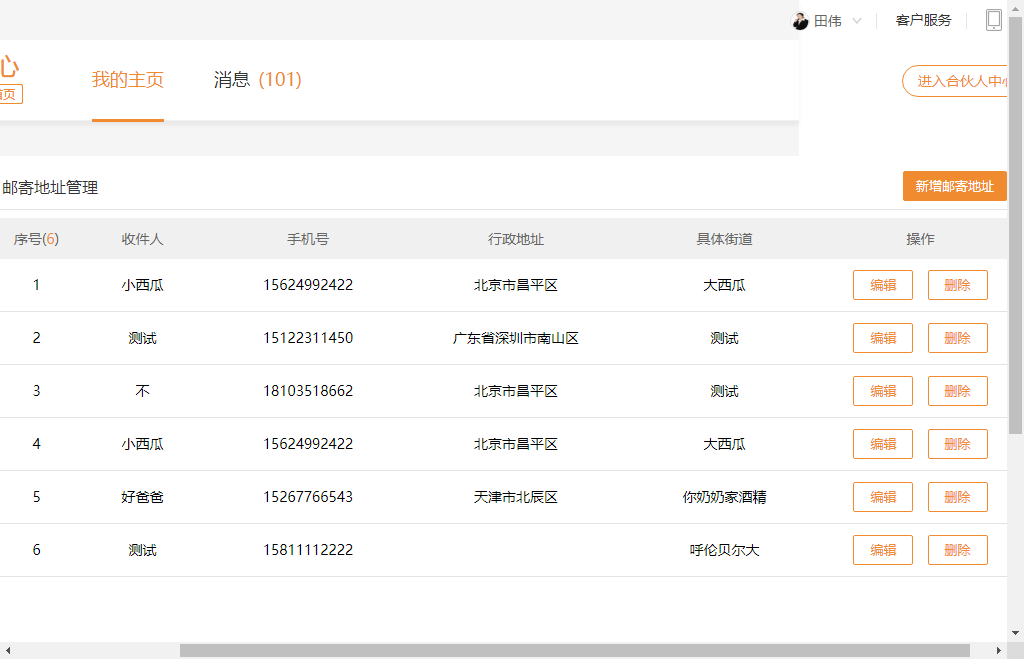 田伟 客户服务
心
我的主页 消息 (101)
进入合伙人中心
首页
邮寄地址管理 新增邮寄地址
序号(6) 收件人 手机号 行政地址 具体街道 操作
1 小西瓜 15624992422 北京市昌平区 大西瓜 编辑 删除
2 测试 15122311450 广东省深圳市南山区 测试 编辑 删除
3 不 18103518662 北京市昌平区 测试 编辑 删除
4 小西瓜 15624992422 北京市昌平区 大西瓜 编辑 删除
5 好爸爸 15267766543 天津市北辰区 你奶奶家酒精 编辑 删除
6 测试 15811112222 呼伦贝尔大 编辑 删除